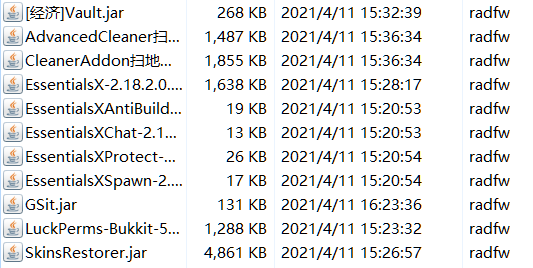 [经济]Vault.jar 268 KB 2021/4/11 15:32:39 radfw
AdvancedCleaner扫... 1,487 KB 2021/4/11 15:36:34 radfw
CleanerAddon扫地... 1,855 KB 2021/4/11 15:36:34 radfw
EssentialsX-2.18.2.0.... 1,638 KB 2021/4/11 15:28:17 radfw
EssentialsXAntiBuild... 19 KB 2021/4/11 15:20:53 radfw
EssentialsXChat-2.1... 13 KB 2021/4/11 15:20:53 radfw
EssentialsXProtect-... 26 KB 2021/4/11 15:20:54 radfw
EssentialsXSpawn-2.... 17 KB 2021/4/11 15:20:54 radfw
GSit.jar 131 KB 2021/4/11 16:23:36 radfw
LuckPerms-Bukkit-5... 1,288 KB 2021/4/11 15:23:32 radfw
SkinsRestorer.jar 4,861 KB 2021/4/11 15:26:57 radfw